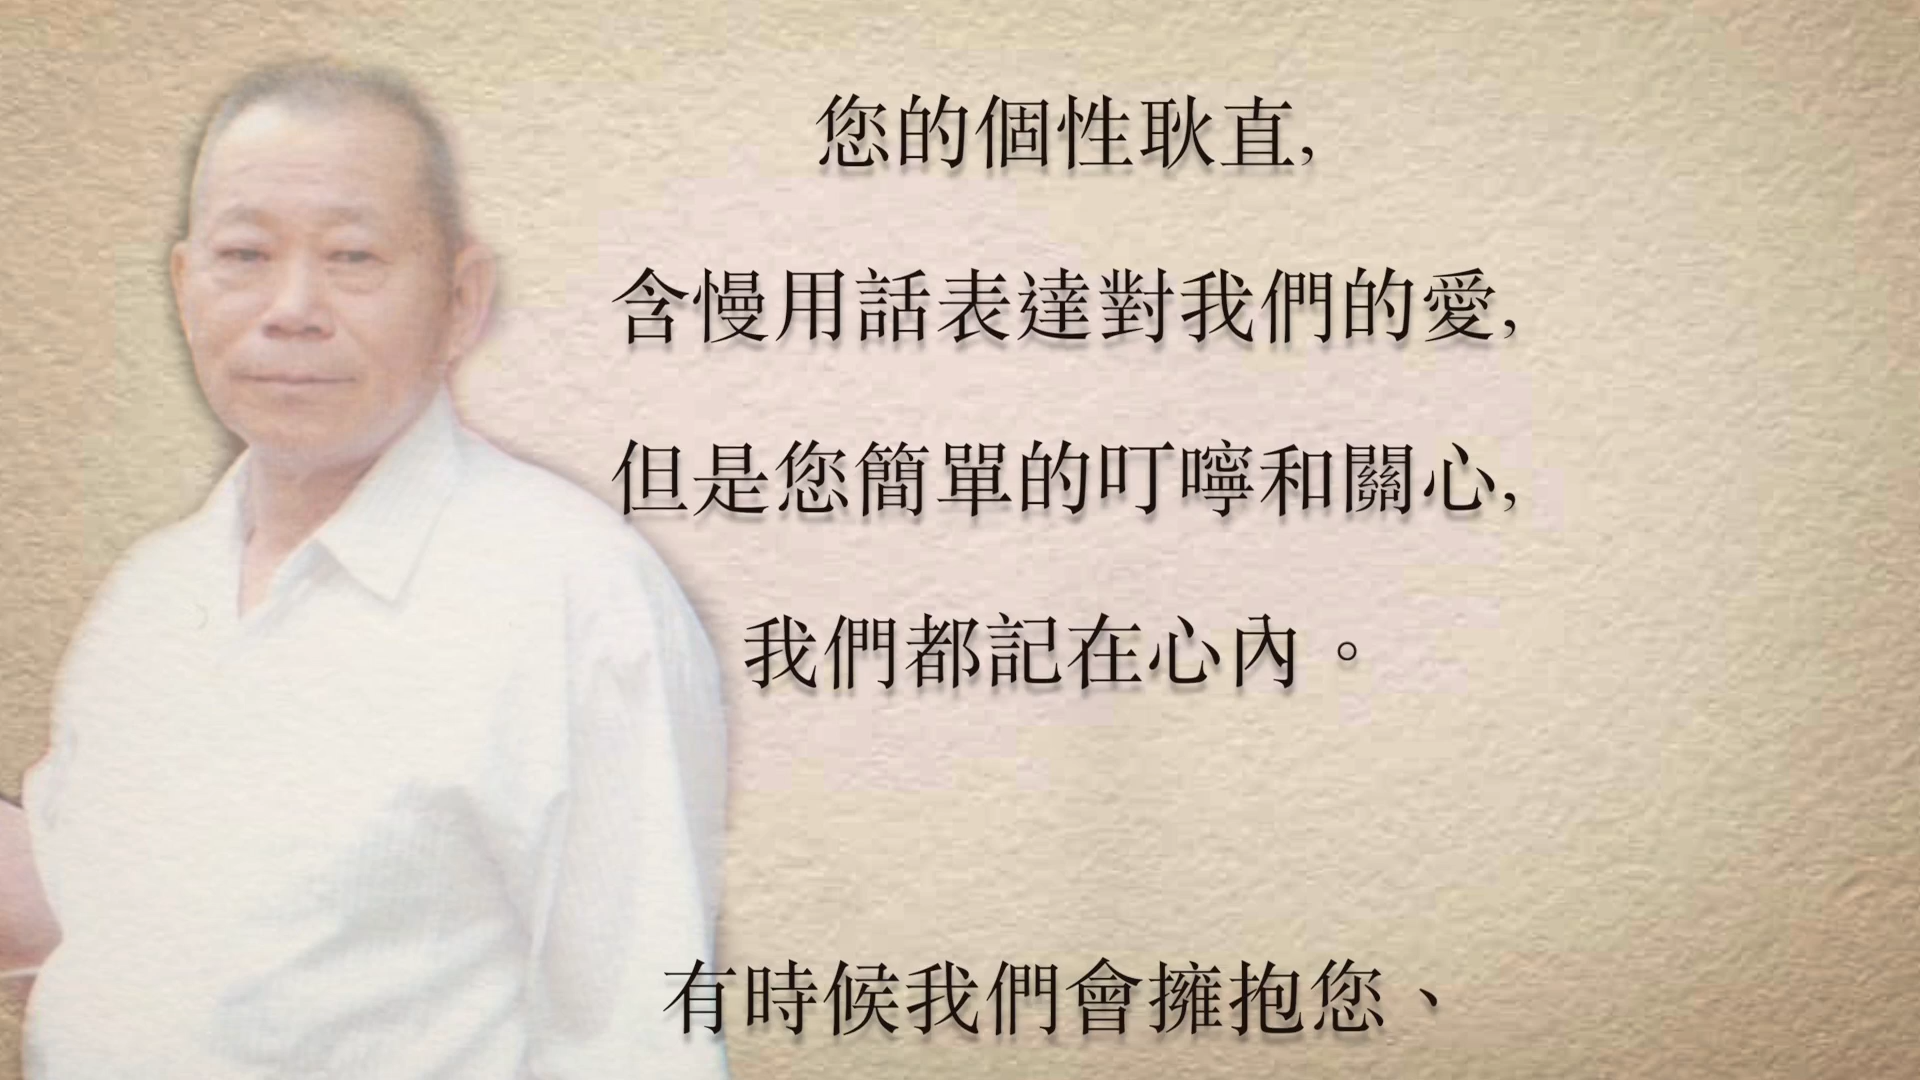 您的個性耿直,
含慢用話表達對我們的愛,
但是您簡單的叮嚀和關心,
我們都記在心內。
有時候我們會擁抱您、